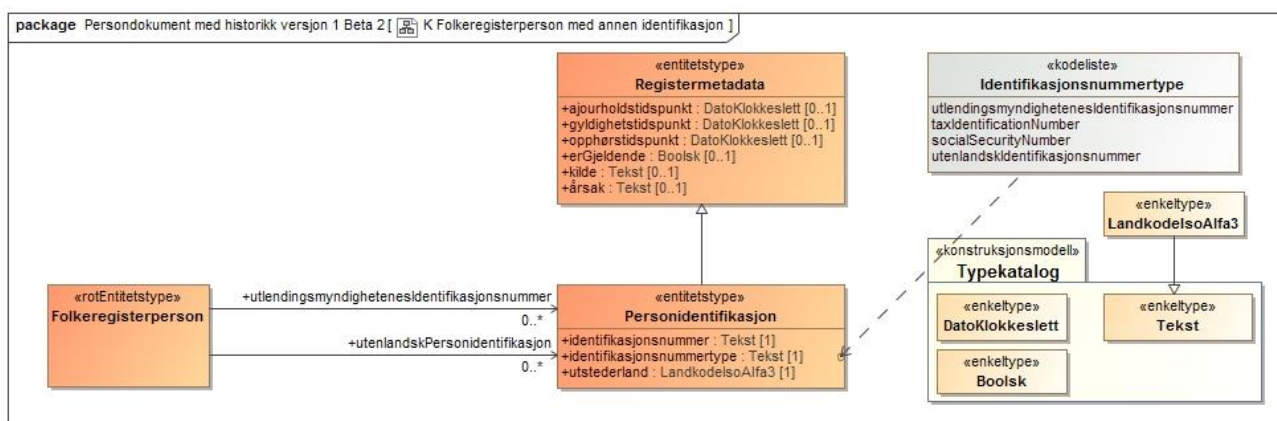 package Persondokument med historikk versjon 1 Beta 2 [ K Folkeregisterperson med annen identifikasjon ]
«entitetstype»
Registermetadata
+ajourholdstidspunkt : DatoKlokkeslett [0..1]
+gyldighetstidspunkt : DatoKlokkeslett [0..1]
+opphørstidspunkt : DatoKlokkeslett [0..1]
+erGjeldende : Boolsk [0..1]
+kilde : Tekst [0..1]
+årsak : Tekst [0..1]
«kodeliste»
Identifikasjonsnummertype
utlendingsmyndighetenesIdentifikasjonsnummer
taxIdentificationNumber
socialSecurityNumber
utenlandskIdentifikasjonsnummer
«enkeltype»
LandkodeIsoAlfa3
«rotEntitetstype»
Folkeregisterperson
+utlendingsmyndighetenesIdentifikasjonsnummer
0..*
+utenlandskPersonidentifikasjon
0..*
«entitetstype»
Personidentifikasjon
+identifikasjonsnummer : Tekst [1]
+identifikasjonsnummertype : Tekst [1]
+utstederland : LandkodeIsoAlfa3 [1]
«konstruksjonsmodell»
Typekatalog
«enkeltype»
DatoKlokkeslett
«enkeltype»
Tekst
«enkeltype»
Boolsk